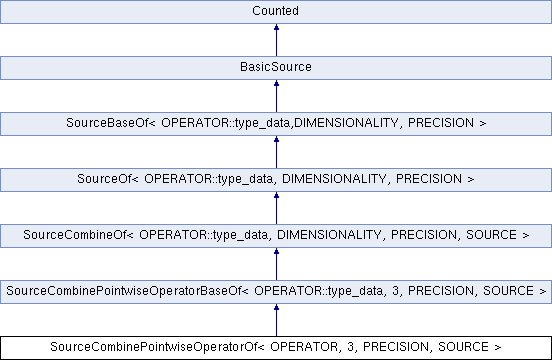 Counted
BasicSource
SourceBaseOf< OPERATOR::type_data,DIMENSIONALITY, PRECISION >
SourceOf< OPERATOR::type_data, DIMENSIONALITY, PRECISION >
SourceCombineOf< OPERATOR::type_data, DIMENSIONALITY, PRECISION, SOURCE >
SourceCombinePointwiseOperatorBaseOf< OPERATOR::type_data, 3, PRECISION, SOURCE >
SourceCombinePointwiseOperatorOf< OPERATOR, 3, PRECISION, SOURCE >